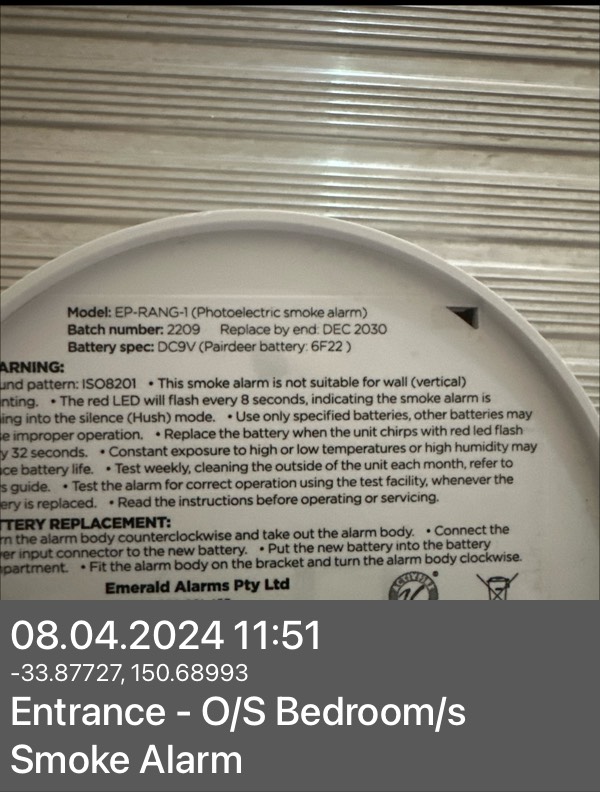 Model: EP-RANG-1 (Photoelectric smoke alarm)
Batch number: 2209 Replace by end: DEC 2030
Battery spec: DC9V (Pairdeer battery: 6F22 )
ARNING:
und pattern: ISO8201 • This smoke alarm is not suitable for wall (vertical)
nting. • The red LED will flash every 8 seconds, indicating the smoke alarm is
ing into the silence (Hush) mode. • Use only specified batteries, other batteries may
e improper operation. • Replace the battery when the unit chirps with red led flash
y 32 seconds. • Constant exposure to high or low temperatures or high humidity may
ce battery life. • Test weekly, cleaning the outside of the unit each month, refer to
s guide. • Test the alarm for correct operation using the test facility, whenever the
ery is replaced. • Read the instructions before operating or servicing.
TTERY REPLACEMENT:
rn the alarm body counterclockwise and take out the alarm body. • Connect the
er input connector to the new battery. • Put the new battery into the battery
partment. • Fit the alarm body on the bracket and turn the alarm body clockwise.
Emerald Alarms Pty Ltd
08.04.2024 11:51
-33.87727, 150.68993
Entrance - O/S Bedroom/s
Smoke Alarm